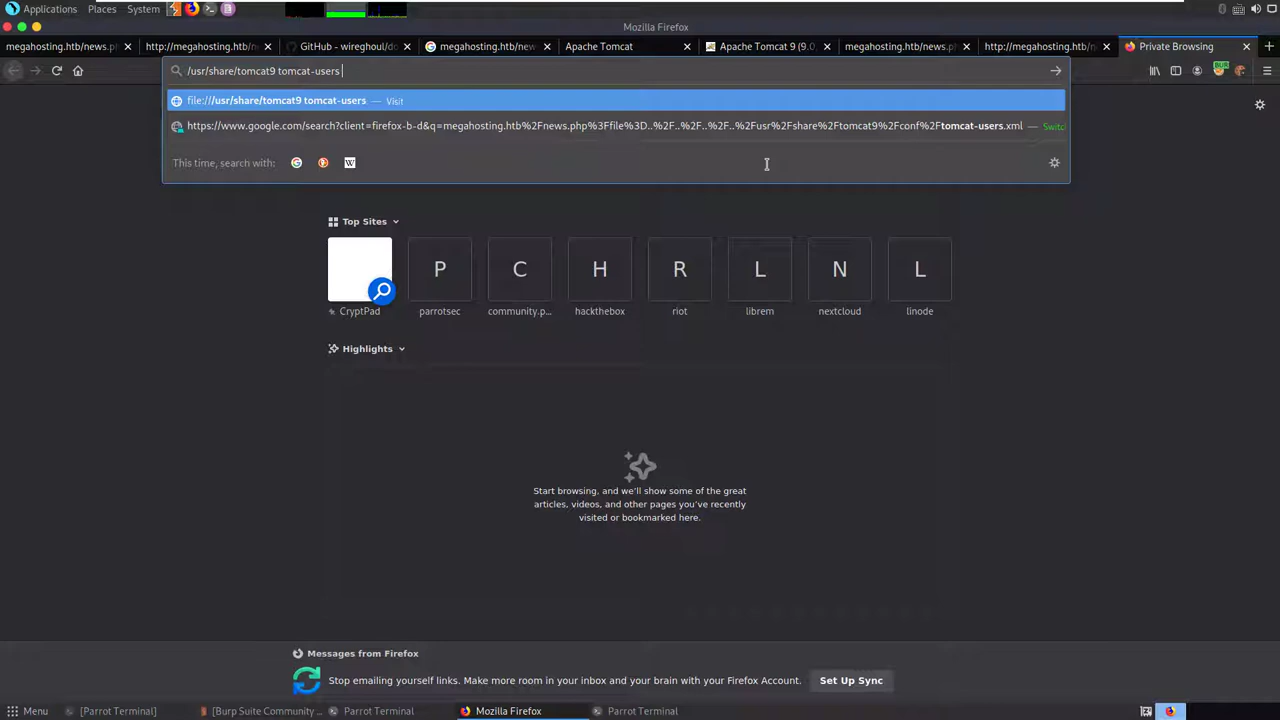 Applications Places System
Mozilla Firefox
megahosting.htb/news.p
http://megahosting.htb/n
GitHub - wireghoul/do
megahosting.htb/new
Apache Tomcat
Apache Tomcat 9 (9.0.
megahosting.htb/news.p
http://megahosting.htb/n
Private Browsing
/usr/share/tomcat9 tomcat-users
BUR
file:///usr/share/tomcat9 tomcat-users — Visit
https://www.google.com/search?client=firefox-b-d&q=megahosting.htb%2Fnews.php%3Ffile%3D..%2F..%2F..%2F..%2Fusr%2Fshare%2Ftomcat9%2Fconf%2Ftomcat-users.xml — Switc
This time, search with:
Top Sites
P C H R L N L
CryptPad parrotsec community.p... hackthebox riot librem nextcloud linode
Highlights
Start browsing, and we'll show some of the great
articles, videos, and other pages you've recently
visited or bookmarked here.
Messages from Firefox
Stop emailing yourself links. Make more room in your inbox and your brain with your Firefox Account. Set Up Sync
Menu [Parrot Terminal] [Burp Suite Community ... Parrot Terminal Mozilla Firefox Parrot Terminal